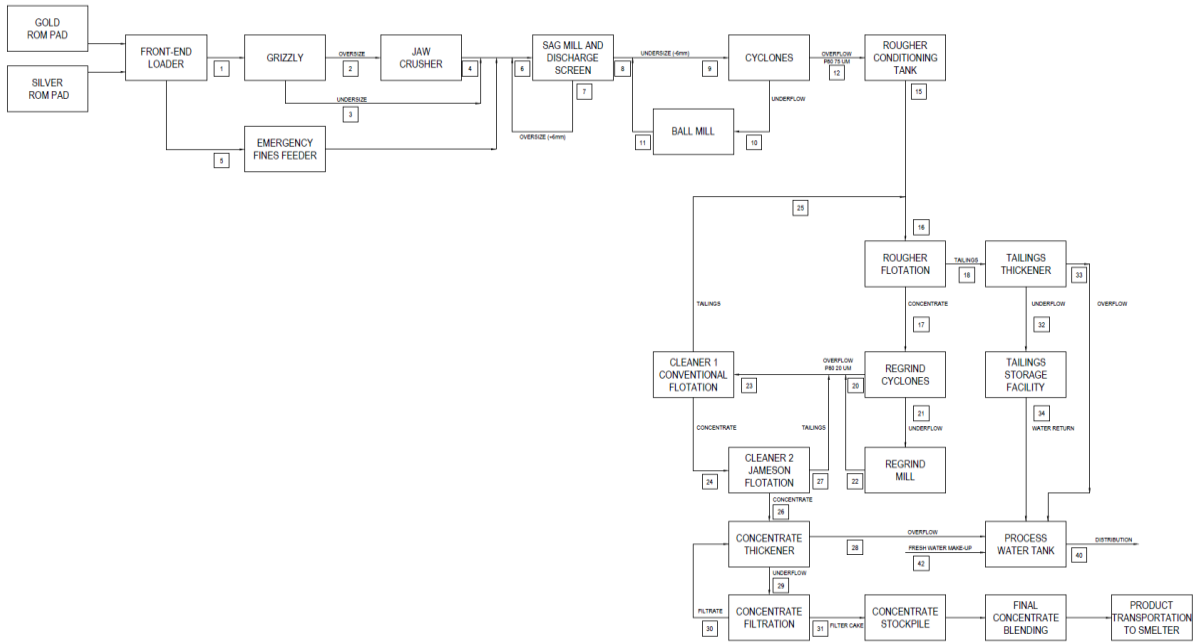 GOLD
ROM PAD
SILVER
ROM PAD
FRONT-END
LOADER
1
GRIZZLY
OVERSIZE
2
JAW
CRUSHER
4
UNDERSIZE
3
5
EMERGENCY
FINES FEEDER
6
SAG MILL AND
DISCHARGE
SCREEN
7
OVERSIZE (+6mm)
8
UNDERSIZE (-6mm)
9
CYCLONES
UNDERFLOW
10
BALL MILL
11
OVERFLOW
P80 75 UM
12
ROUGHER
CONDITIONING
TANK
15
25
16
ROUGHER
FLOTATION
TAILINGS
18
TAILINGS
THICKENER
33
OVERFLOW
UNDERFLOW
32
CONCENTRATE
17
TAILINGS
CLEANER 1
CONVENTIONAL
FLOTATION
23
OVERFLOW
P80 20 UM
20
REGRIND
CYCLONES
21
UNDERFLOW
TAILINGS
STORAGE
FACILITY
34
WATER RETURN
CONCENTRATE
24
CLEANER 2
JAMESON
FLOTATION
TAILINGS
27
22
REGRIND
MILL
CONCENTRATE
26
CONCENTRATE
THICKENER
OVERFLOW
28
FRESH WATER MAKE-UP
42
PROCESS
WATER TANK
DISTRIBUTION
40
UNDERFLOW
29
FILTRATE
30
CONCENTRATE
FILTRATION
31
FILTER CAKE
CONCENTRATE
STOCKPILE
FINAL
CONCENTRATE
BLENDING
PRODUCT
TRANSPORTATION
TO SMELTER